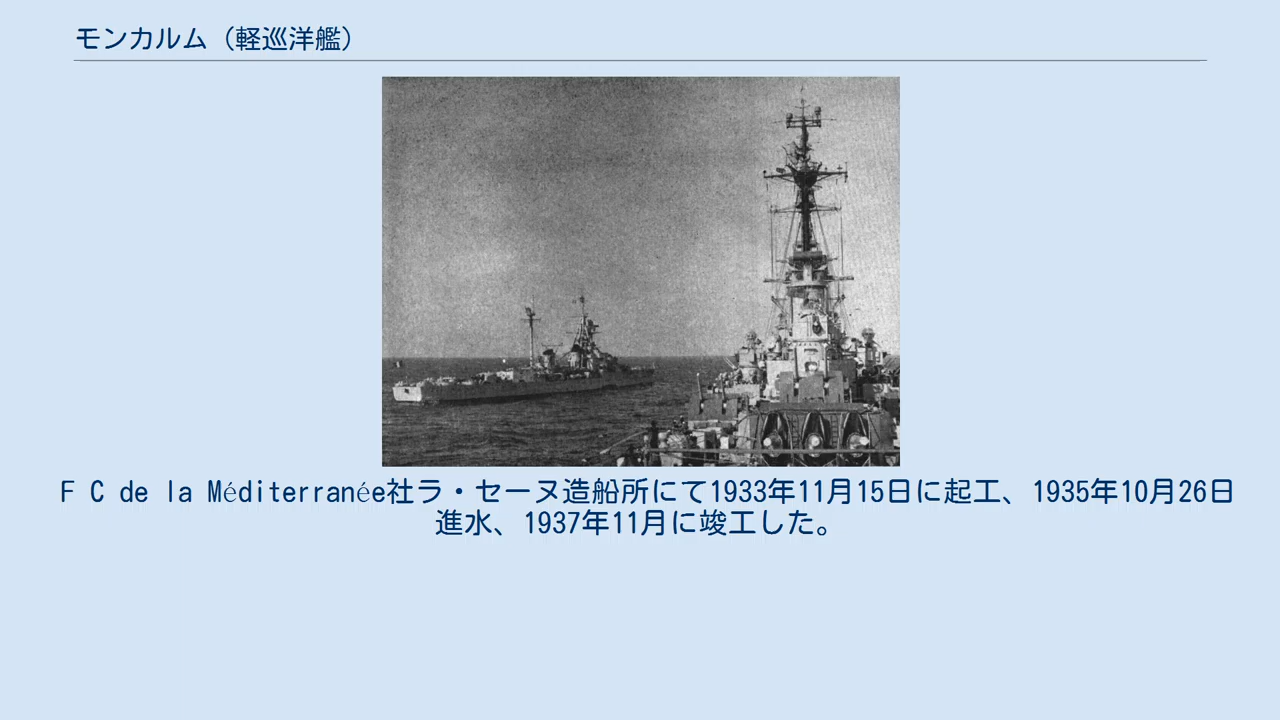 モンカルム（軽巡洋艦）
F C de la Méditerranée社ラ・セーヌ造船所にて1933年11月15日に起工、1935年10月26日
進水、1937年11月に竣工した。